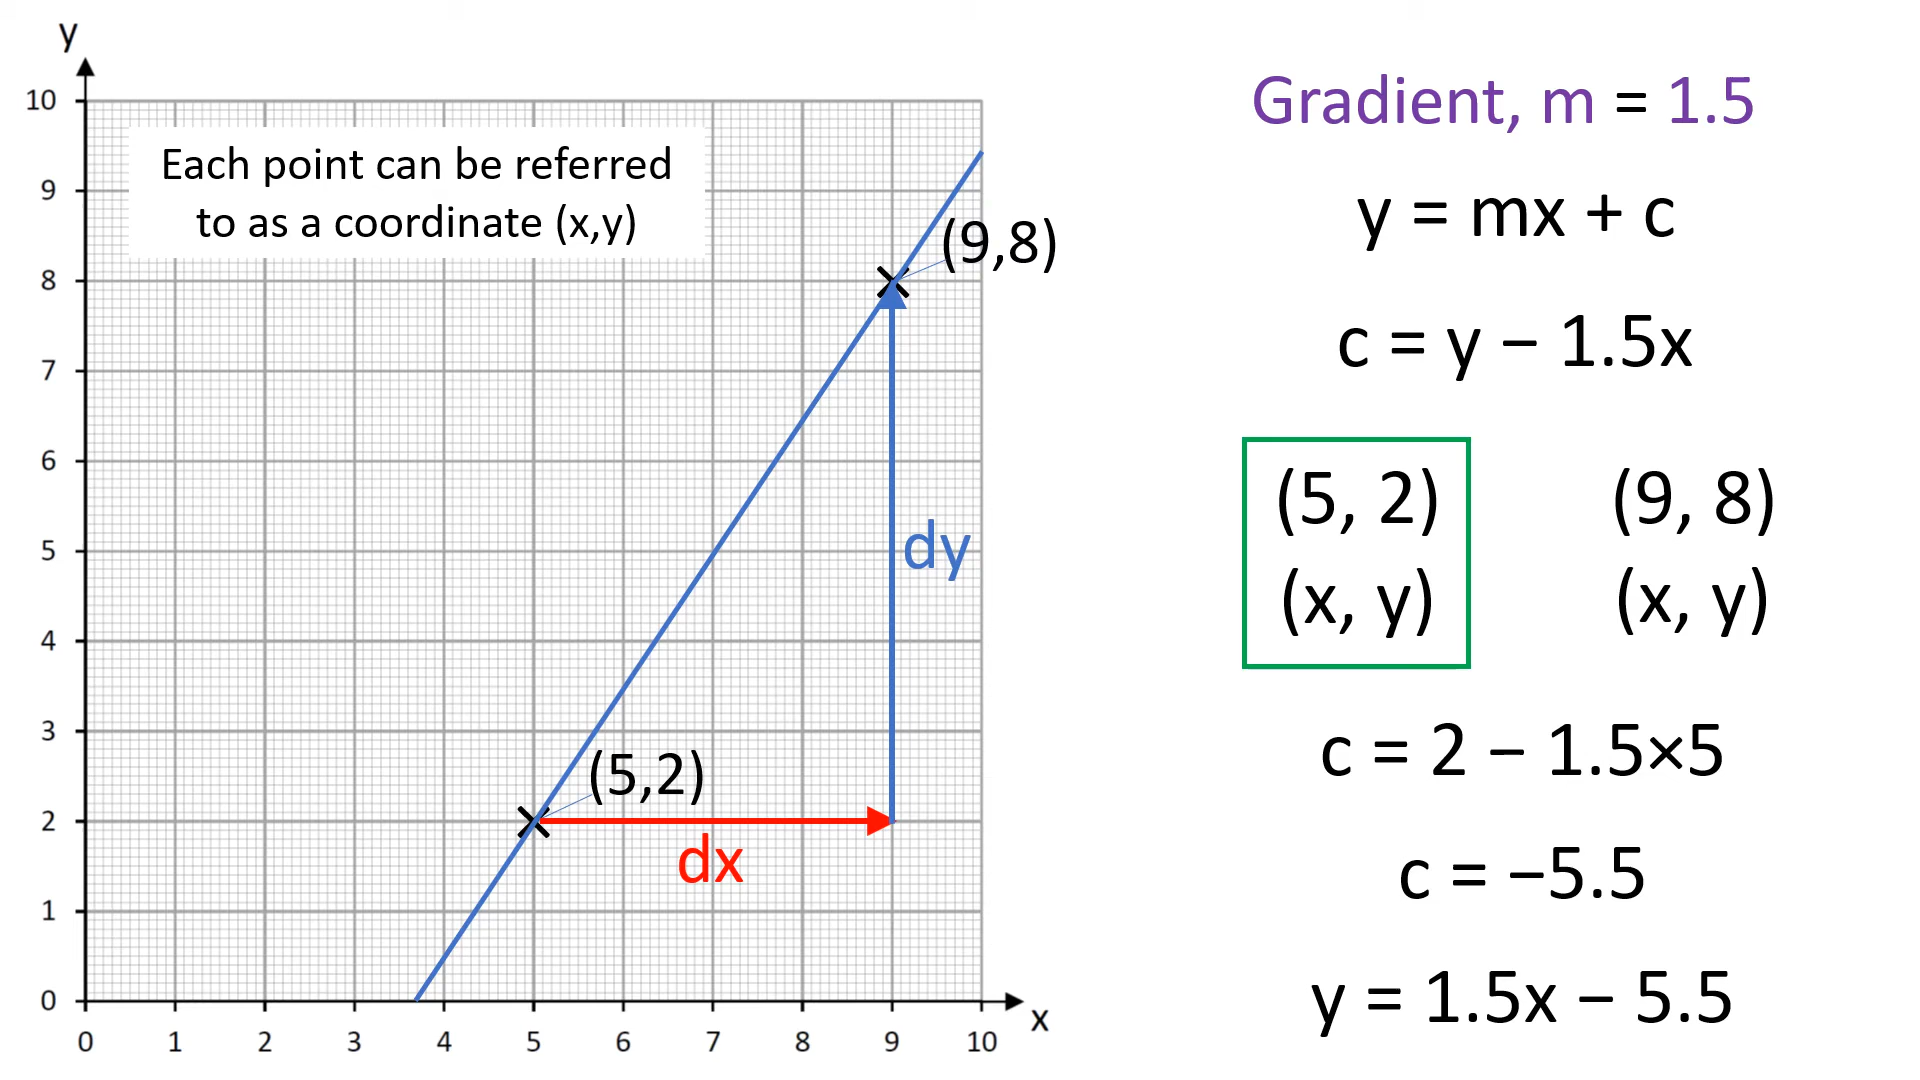 y
10
9
8
7
6
5
4
3
2
1
0
Each point can be referred
to as a coordinate (x,y)
(9,8)
dy
(5,2)
dx
0 1 2 3 4 5 6 7 8 9 10
x
Gradient, m = 1.5
y = mx + c
c = y − 1.5x
(5, 2) (9, 8)
(x, y) (x, y)
c = 2 − 1.5×5
c = −5.5
y = 1.5x − 5.5